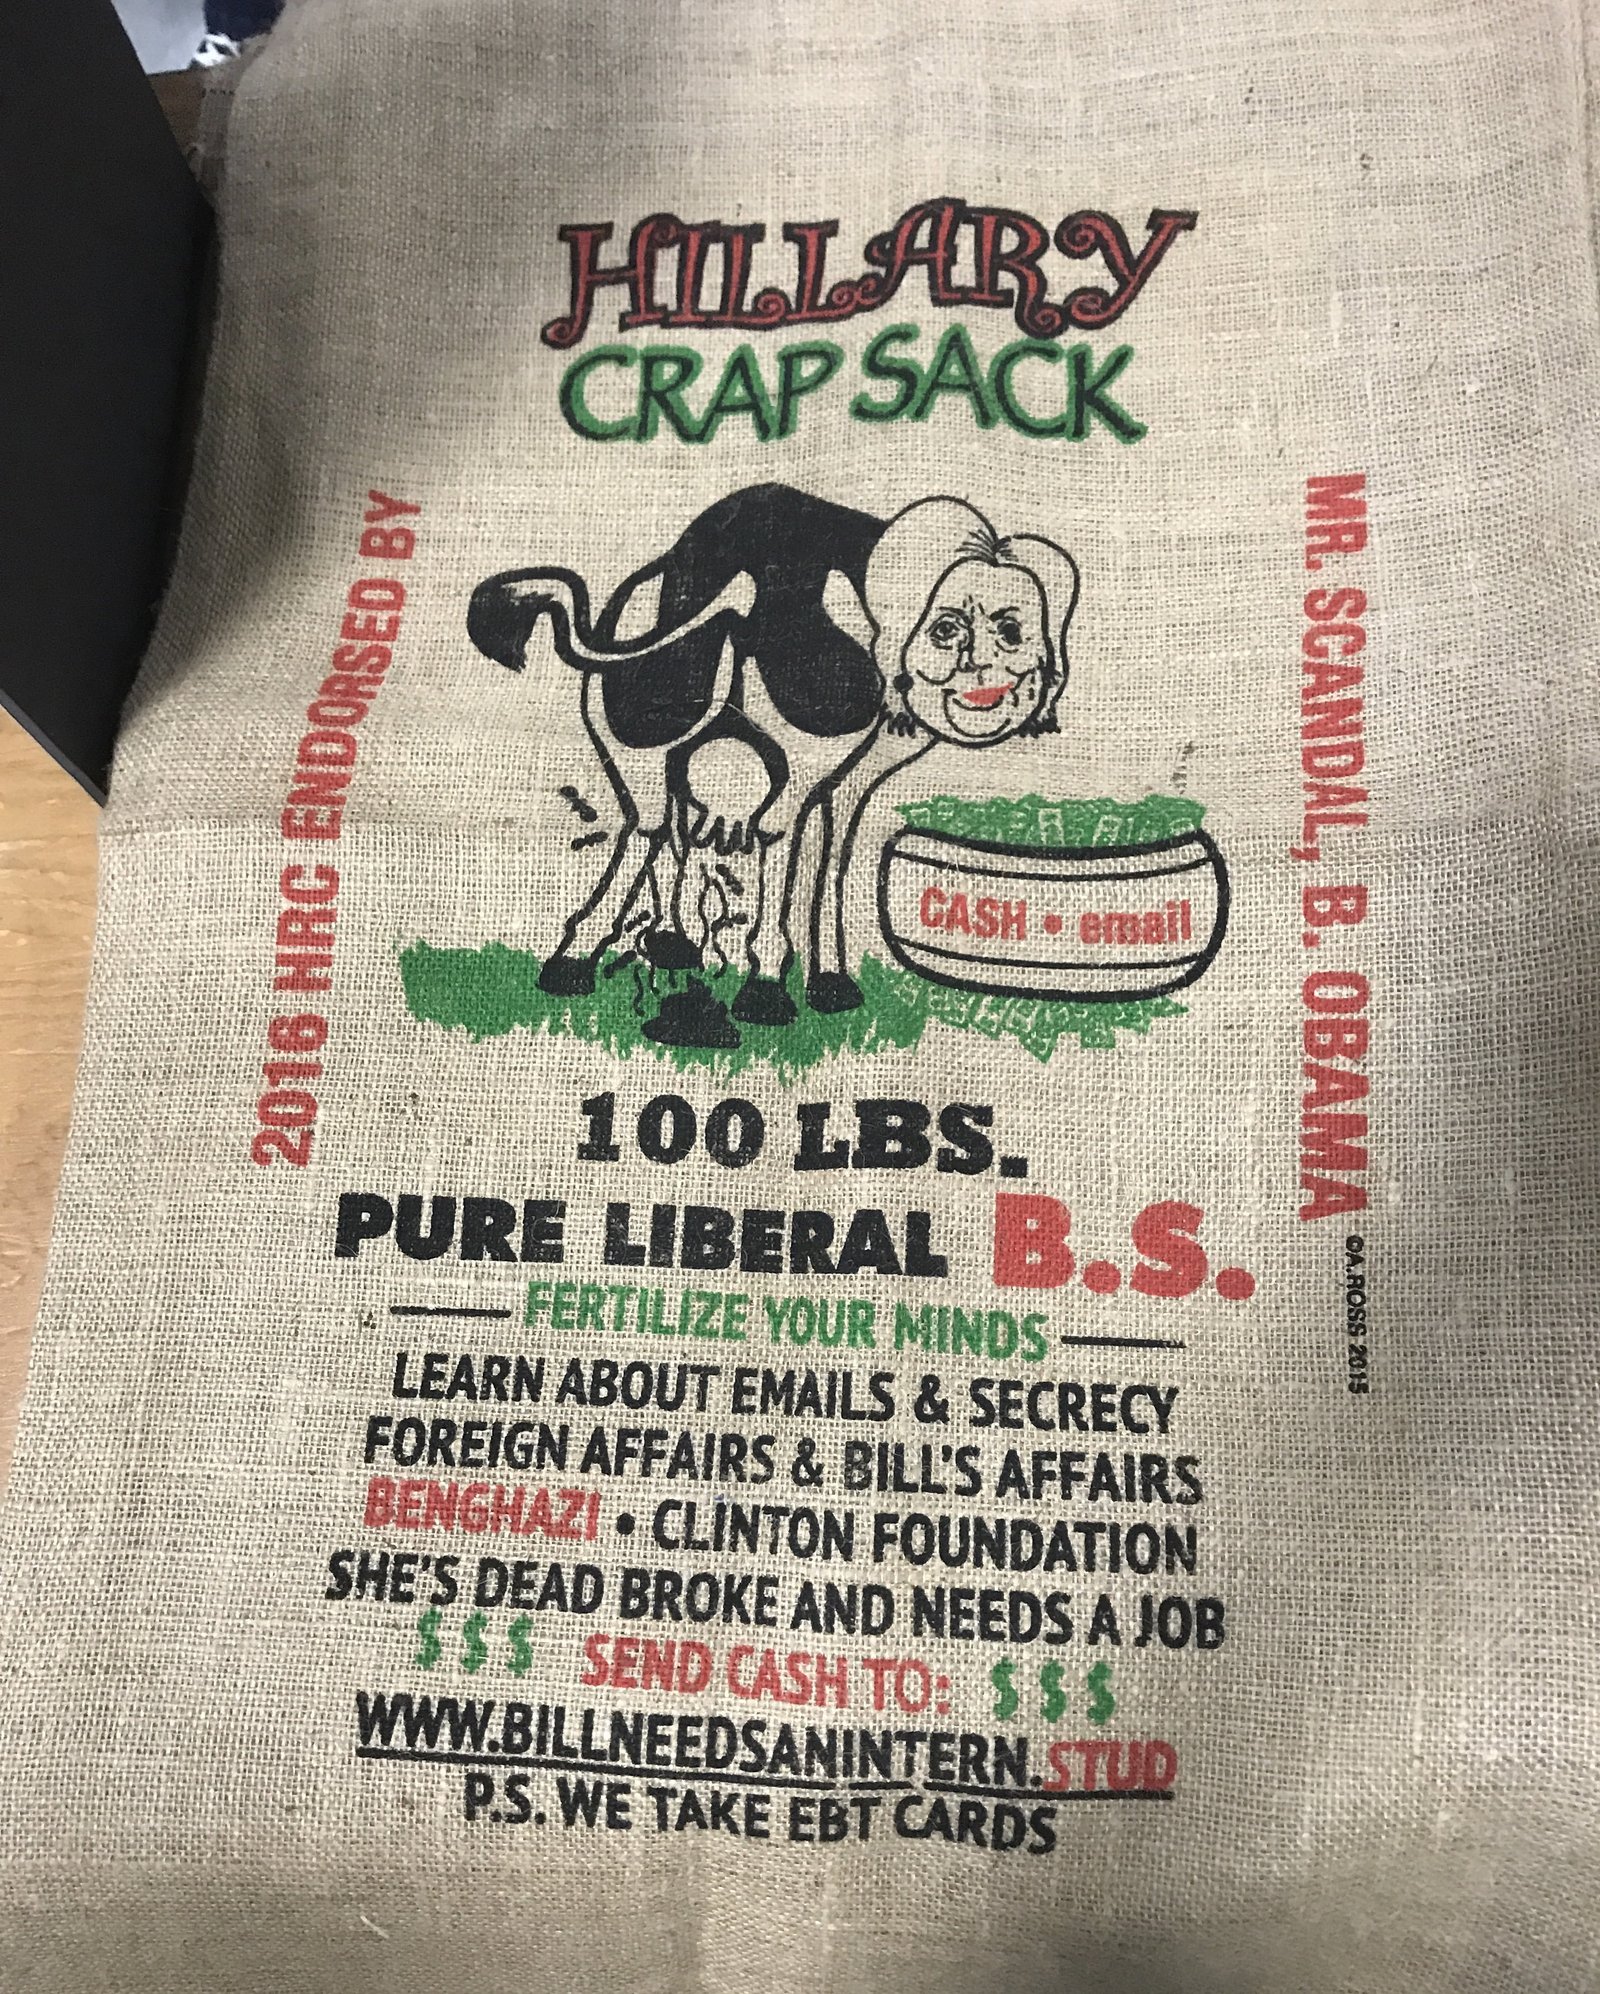 HILLARY
CRAP SACK
2016 HRC ENDORSED BY
MR. SCANDAL, B. OBAMA
CASH • email
100 LBS.
PURE LIBERAL B.S.
FERTILIZE YOUR MINDS
LEARN ABOUT EMAILS & SECRECY
FOREIGN AFFAIRS & BILL'S AFFAIRS
BENGHAZI • CLINTON FOUNDATION
SHE'S DEAD BROKE AND NEEDS A JOB
$ $ $ SEND CASH TO: $ $ $
WWW.BILLNEEDSANINTERN.STUD
P.S. WE TAKE EBT CARDS
©A.ROSS 2015